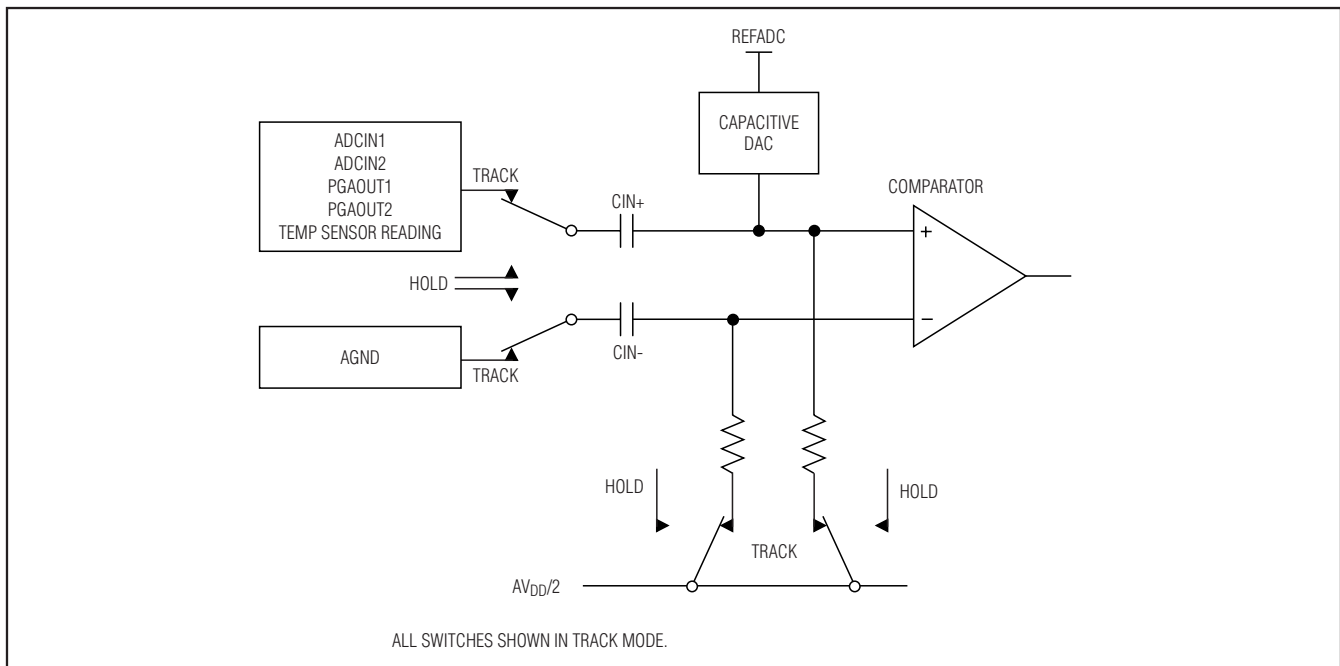 REFADC
CAPACITIVE
DAC
ADCIN1
ADCIN2
PGAOUT1
PGAOUT2
TEMP SENSOR READING
TRACK
CIN+
COMPARATOR
+
HOLD
−
AGND
TRACK
CIN-
HOLD
HOLD
TRACK
AVDD/2
ALL SWITCHES SHOWN IN TRACK MODE.